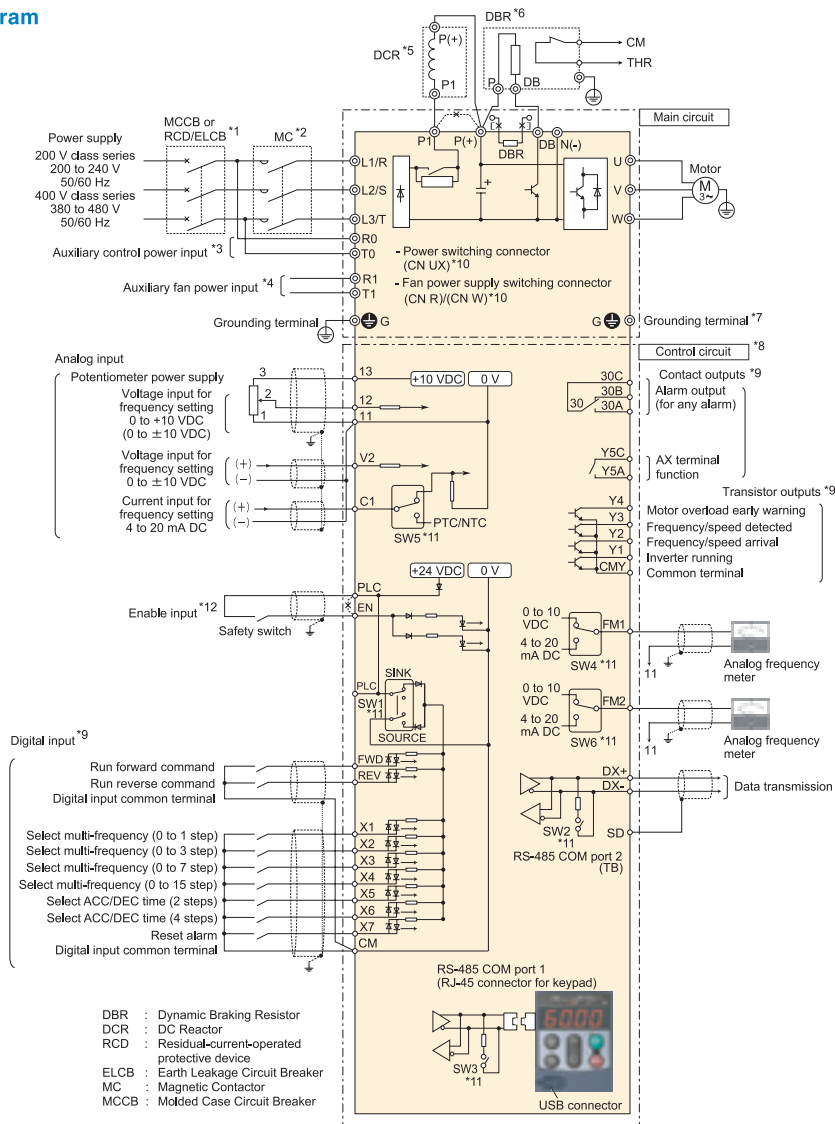 ram
DBR *6
DCR *5
P(+)
P1
P
DB
CM
THR
Main circuit
MCCB or
RCD/ELCB *1
MC *2
Power supply
200 V class series
200 to 240 V
50/60 Hz
400 V class series
380 to 480 V
50/60 Hz
P1
P(+)
DBR
DB
N(-)
L1/R
L2/S
L3/T
U
V
W
Motor
M
3~
R0
T0
Auxiliary control power input *3
- Power switching connector
(CN UX)*10
R1
T1
Auxiliary fan power input *4
- Fan power supply switching connector
(CN R)/(CN W)*10
Grounding terminal
G
G
Grounding terminal *7
Control circuit *8
Analog input
Potentiometer power supply
Voltage input for
frequency setting
0 to +10 VDC
(0 to ±10 VDC)
3
2
1
13
12
11
+10 VDC
0 V
Voltage input for
frequency setting
0 to ±10 VDC
(+)
(-)
V2
Current input for
frequency setting
4 to 20 mA DC
(+)
(-)
C1
PTC/NTC
SW5 *11
Contact outputs *9
30C
30B
30
30A
Alarm output
(for any alarm)
Y5C
Y5A
AX terminal
function
Transistor outputs *9
Y4
Motor overload early warning
Y3
Frequency/speed detected
Y2
Frequency/speed arrival
Y1
Inverter running
CMY
Common terminal
+24 VDC
0 V
PLC
Enable input *12
EN
Safety switch
PLC
SINK
SW1
*11
SOURCE
0 to 10
VDC
4 to 20
mA DC
SW4 *11
FM1
11
Analog frequency
meter
0 to 10
VDC
4 to 20
mA DC
SW6 *11
FM2
11
Analog frequency
meter
Digital input *9
Run forward command
FWD
Run reverse command
REV
Digital input common terminal
DX+
DX-
Data transmission
SW2
*11
SD
RS-485 COM port 2
(TB)
Select multi-frequency (0 to 1 step)
X1
Select multi-frequency (0 to 3 step)
X2
Select multi-frequency (0 to 7 step)
X3
Select multi-frequency (0 to 15 step)
X4
Select ACC/DEC time (2 steps)
X5
Select ACC/DEC time (4 steps)
X6
Reset alarm
X7
Digital input common terminal
CM
RS-485 COM port 1
(RJ-45 connector for keypad)
60.00
SW3
*11
USB connector
DBR : Dynamic Braking Resistor
DCR : DC Reactor
RCD : Residual-current-operated
protective device
ELCB : Earth Leakage Circuit Breaker
MC : Magnetic Contactor
MCCB : Molded Case Circuit Breaker